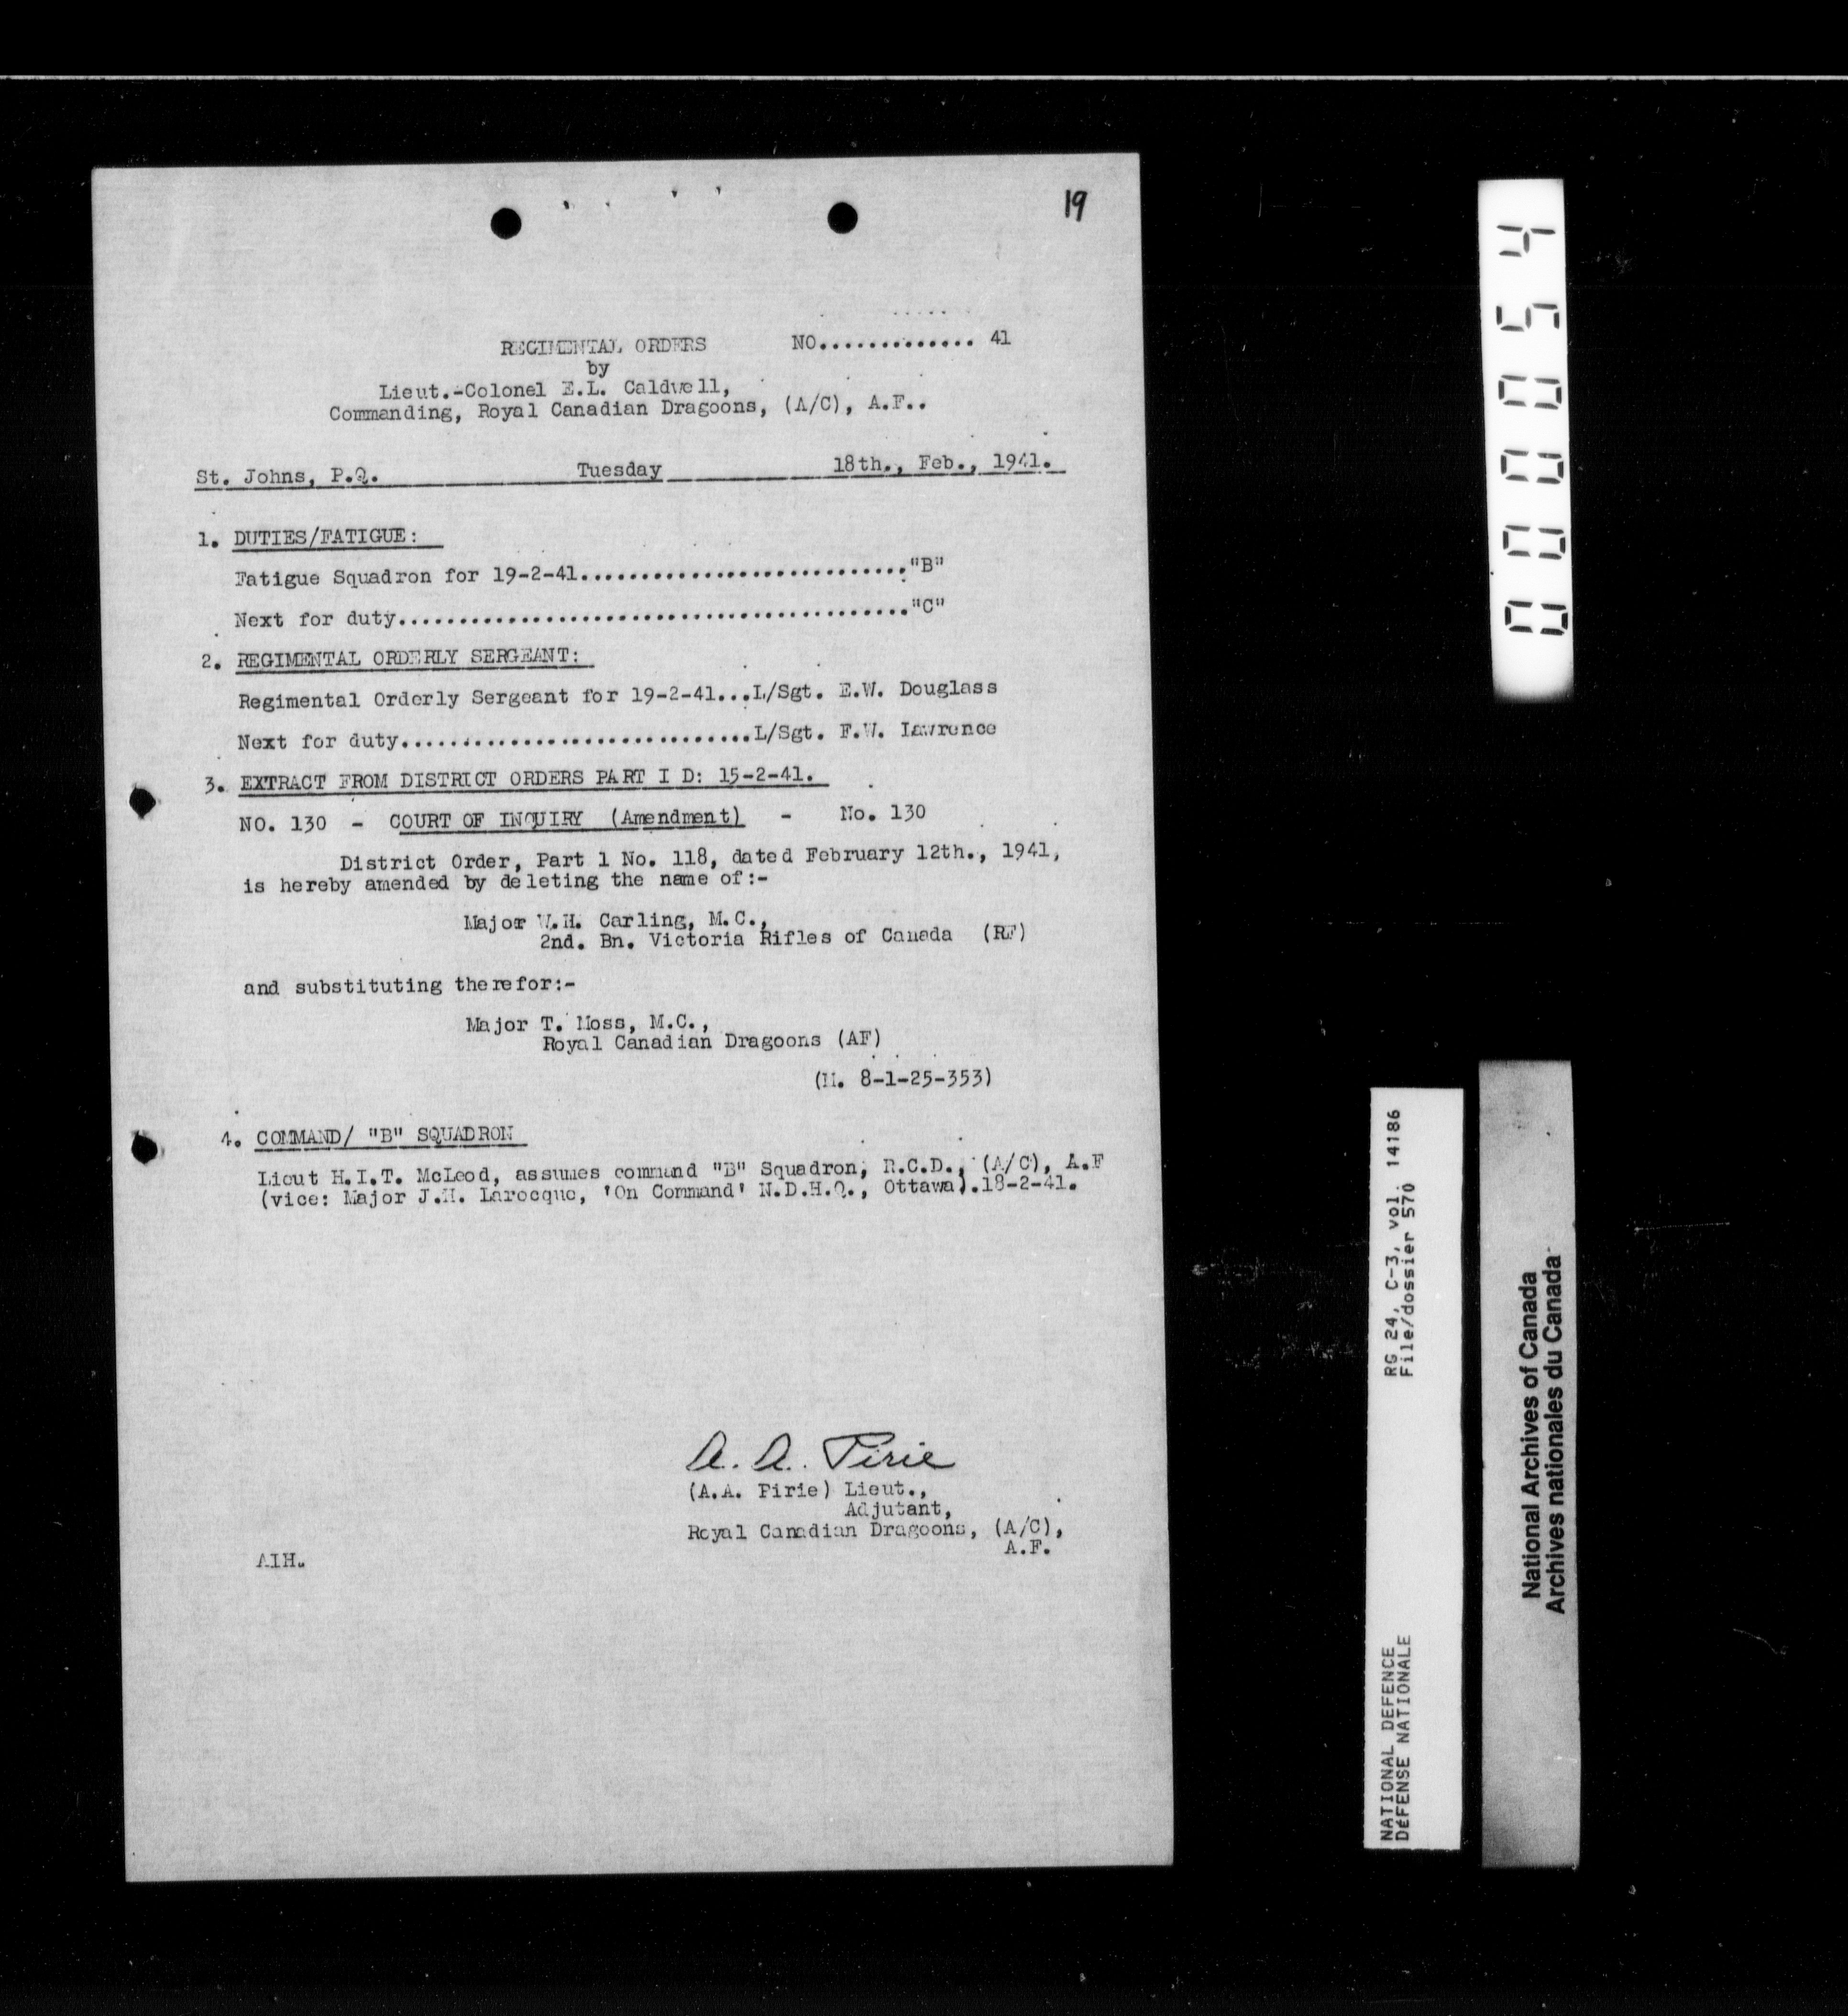 19
REGIMENTAL ORDERS NO............. 41
by
Lieut.-Colonel E.L. Caldwell,
Commanding, Royal Canadian Dragoons, (A/C), A.F..
St. Johns, P.Q. Tuesday 18th., Feb., 1941.
1. DUTIES/FATIGUE:
Fatigue Squadron for 19-2-41..........................."B"
Next for duty.........................................."C"
2. REGIMENTAL ORDERLY SERGEANT:
Regimental Orderly Sergeant for 19-2-41...L/Sgt. E.W. Douglass
Next for duty.............................L/Sgt. F.W. Lawrence
3. EXTRACT FROM DISTRICT ORDERS PART I D: 15-2-41.
NO. 130 - COURT OF INQUIRY (Amendment) - No. 130
District Order, Part 1 No. 118, dated February 12th., 1941,
is hereby amended by deleting the name of:-
Major W.H. Carling, M.C.,
2nd. Bn. Victoria Rifles of Canada (RF)
and substituting therefor:-
Major T. Moss, M.C.,
Royal Canadian Dragoons (AF)
(M. 8-1-25-353)
4. COMMAND/ "B" SQUADRON
Lieut H.I.T. McLeod, assumes command "B" Squadron, R.C.D., (A/C), A.F
(vice: Major J.H. Larocque, 'On Command' N.D.H.Q., Ottawa).18-2-41.
A. A. Pirie
(A.A. Pirie) Lieut.,
Adjutant,
Royal Canadian Dragoons, (A/C),
A.F.
AIH.
000054
RG 24, C-3, vol. 14186
File/dossier 570
NATIONAL DEFENCE
DÉFENSE NATIONALE
National Archives of Canada
Archives nationales du Canada